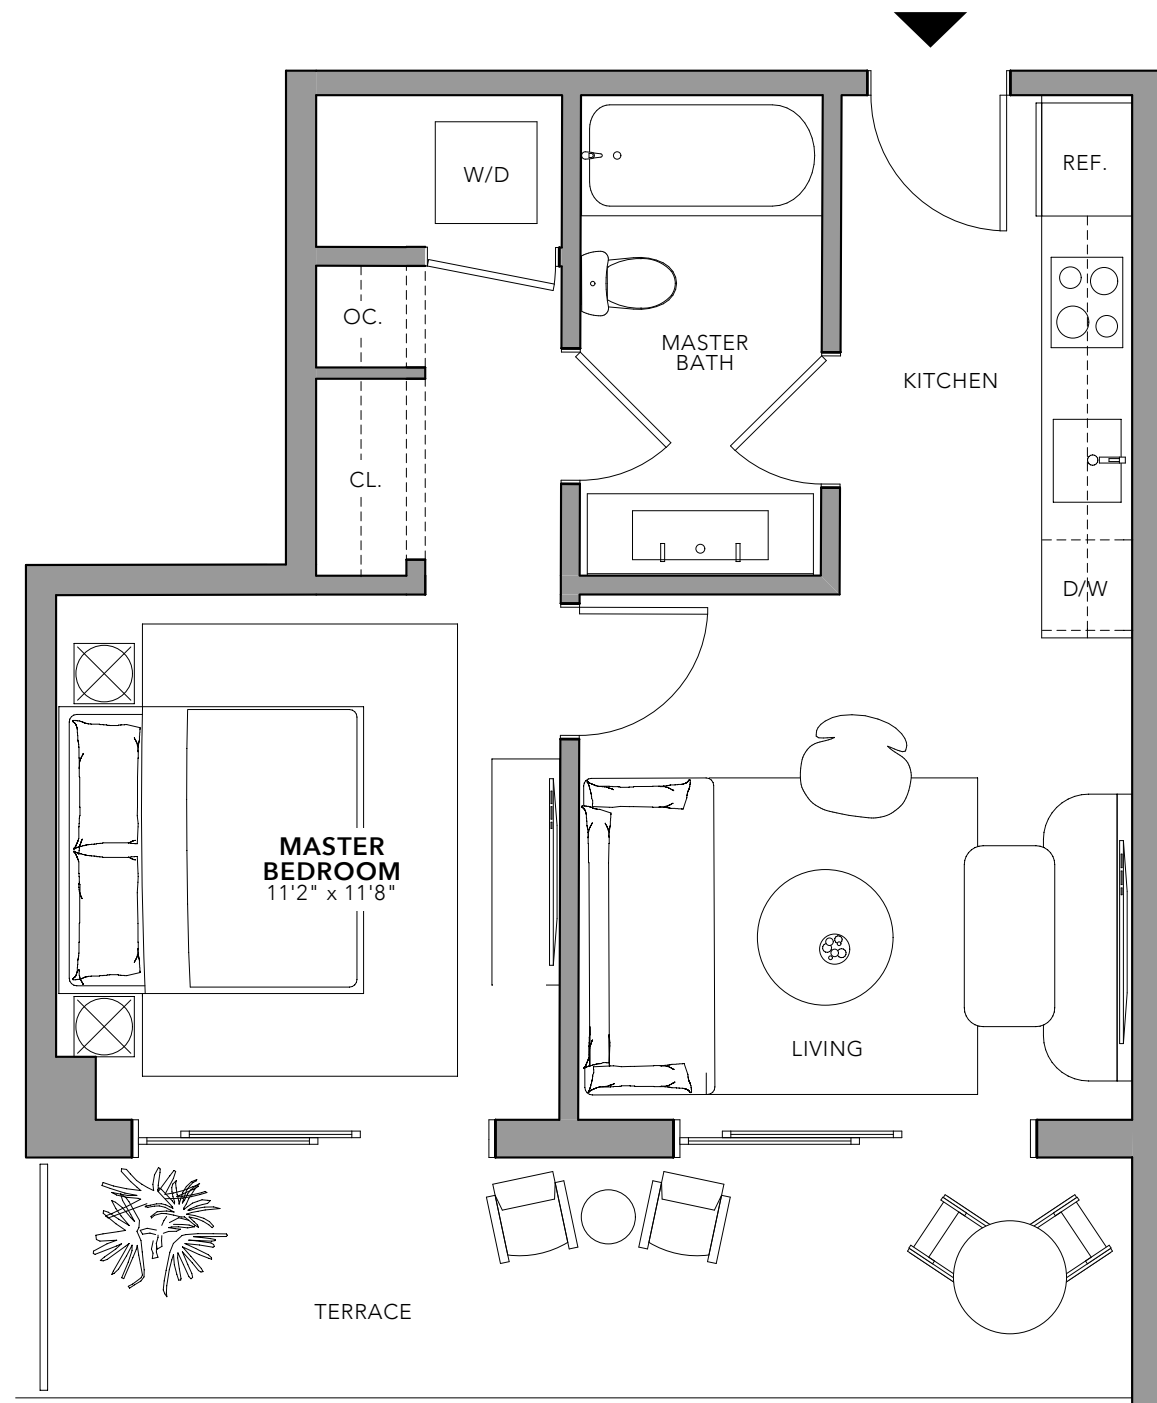 W/D
REF.
OC.
MASTER
BATH
KITCHEN
CL.
D/W
MASTER
BEDROOM
11'2" x 11'8"
LIVING
TERRACE